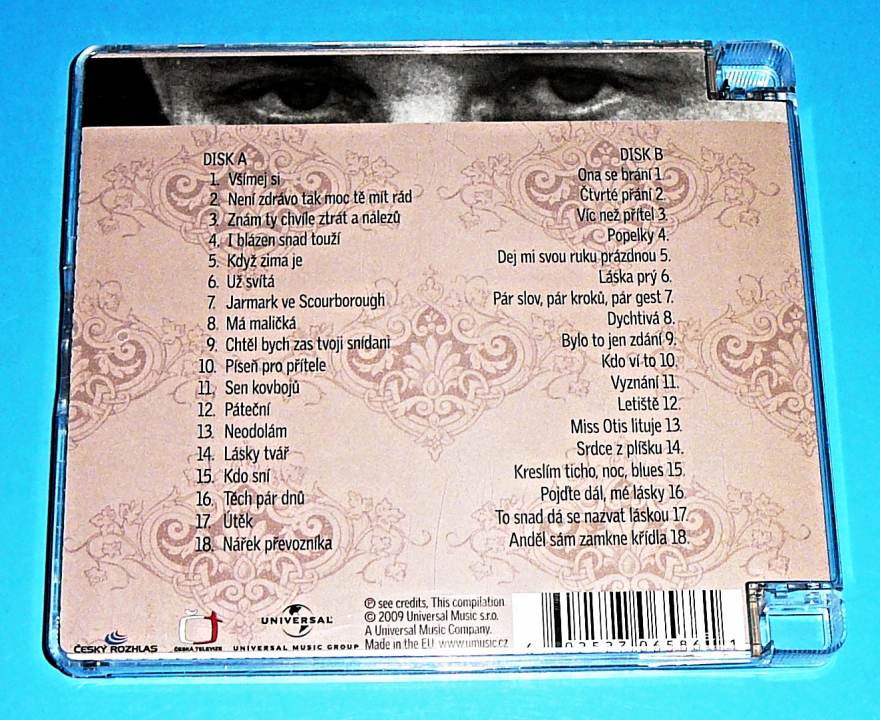 DISK A
1. Všímej si
2. Není zdrávo tak moc tě mít rád
3. Znám ty chvíle ztrát a nálezů
4. I blázen snad touží
5. Když zima je
6. Už svítá
7. Jarmark ve Scourborough
8. Má maličká
9. Chtěl bych zas tvoji snídani
10. Píseň pro přítele
11. Sen kovbojů
12. Páteční
13. Neodolám
14. Lásky tvář
15. Kdo sní
16. Těch pár dnů
17. Útěk
18. Nářek převozníka
DISK B
Ona se brání 1.
Čtvrté přání 2.
Víc než přítel 3.
Popelky 4.
Dej mi svou ruku prázdnou 5.
Láska prý 6.
Pár slov, pár kroků, pár gest 7.
Dychtivá 8.
Bylo to jen zdání 9.
Kdo ví to 10.
Vyznání 11.
Letiště 12.
Miss Otis lituje 13.
Srdce z plíšku 14.
Kreslím ticho, noc, blues 15.
Pojďte dál, mé lásky 16.
To snad dá se nazvat láskou 17.
Anděl sám zamkne křídla 18.
ČESKÝ ROZHLAS
ČESKÁ TELEVIZE
UNIVERSAL
UNIVERSAL MUSIC GROUP
℗ see credits, This compilation
© 2009 Universal Music s.r.o.
A Universal Music Company.
Made in the EU www.umusic.cz